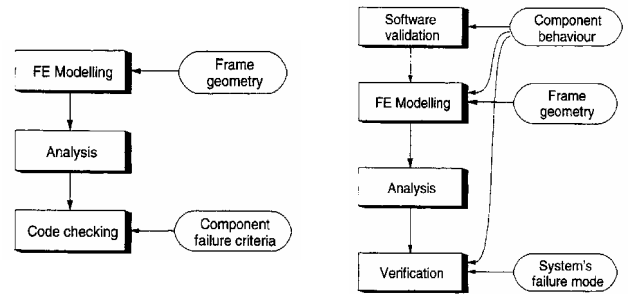 FE Modelling
Frame
geometry
Analysis
Code checking
Component
failure criteria
Software
validation
Component
behaviour
FE Modelling
Frame
geometry
Analysis
Verification
System's
failure mode